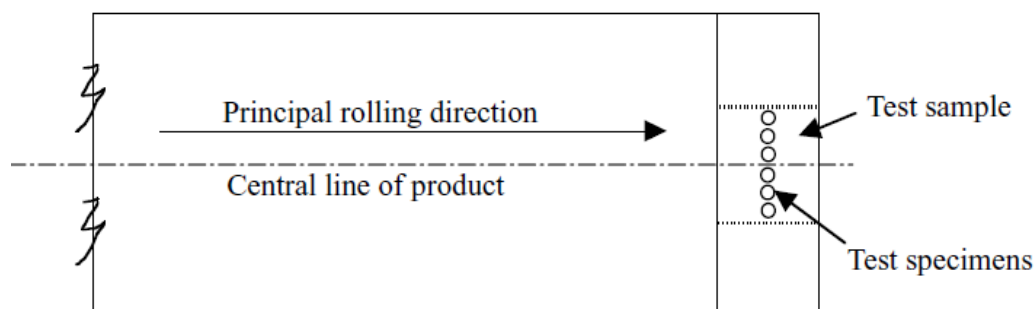 Principal rolling direction
Test sample
Central line of product
Test specimens